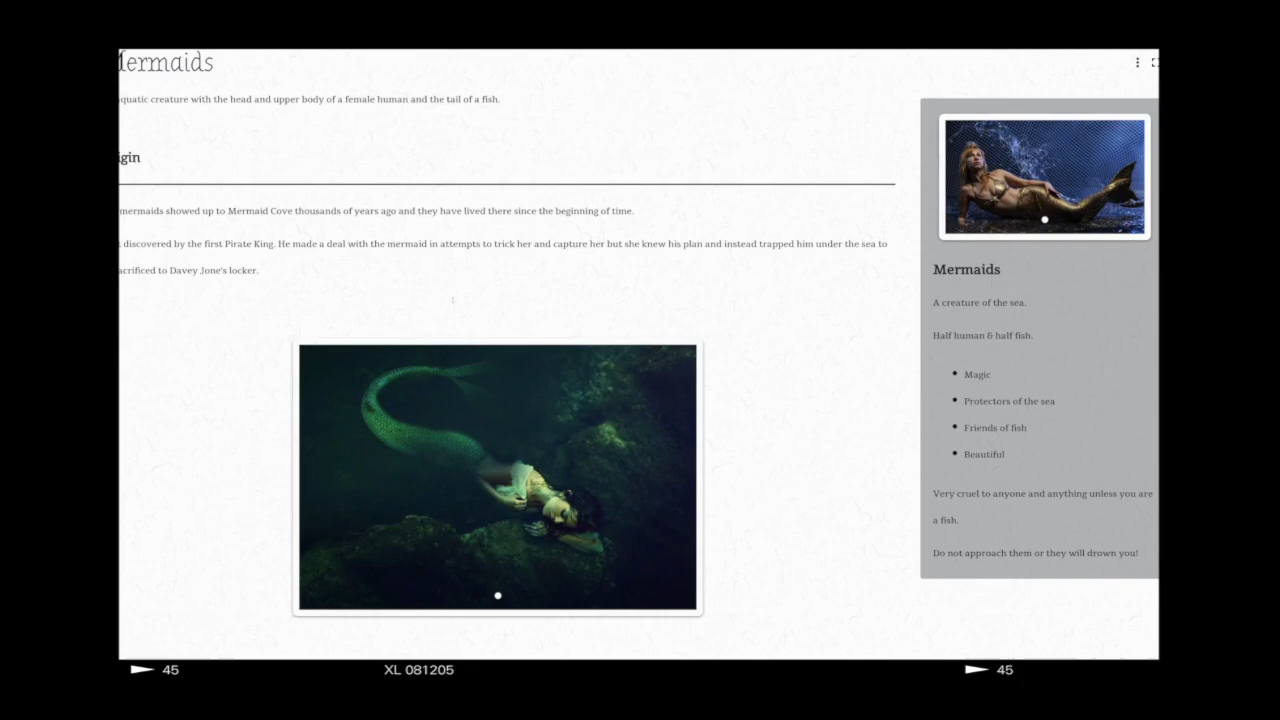 Mermaids
aquatic creature with the head and upper body of a female human and the tail of a fish.
igin
mermaids showed up to Mermaid Cove thousands of years ago and they have lived there since the beginning of time.
discovered by the first Pirate King. He made a deal with the mermaid in attempts to trick her and capture her but she knew his plan and instead trapped him under the sea to
acrificed to Davey Jone's locker.
Mermaids
A creature of the sea.
Half human & half fish.
Magic
Protectors of the sea
Friends of fish
Beautiful
Very cruel to anyone and anything unless you are
a fish.
Do not approach them or they will drown you!
45 XL 081205 45